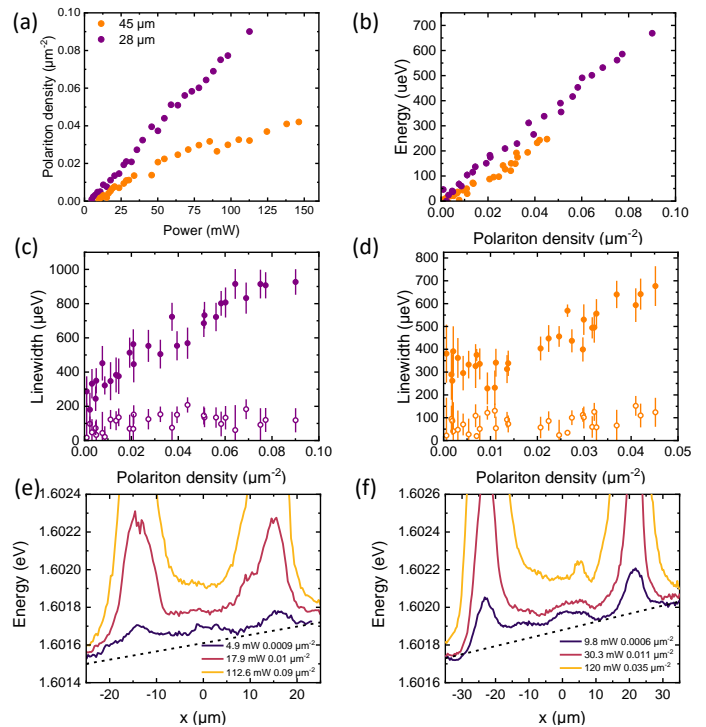 (a)
45 µm
28 µm
Polariton density (µm⁻²)
0.10
0.08
0.06
0.04
0.02
0.00
0 25 50 75 100 125 150
Power (mW)
(b)
Energy (ueV)
700
600
500
400
300
200
100
0
0.00 0.02 0.04 0.06 0.08 0.10
Polariton density (µm⁻²)
(c)
Linewidth (µeV)
1000
800
600
400
200
0
0.00 0.02 0.04 0.06 0.08 0.10
Polariton density (µm⁻²)
(d)
Linewidth (µeV)
800
700
600
500
400
300
200
100
0
0.00 0.01 0.02 0.03 0.04 0.05
Polariton density (µm⁻²)
(e)
Energy (eV)
1.6024
1.6022
1.6020
1.6018
1.6016
1.6014
4.9 mW 0.0009 µm⁻²
17.9 mW 0.01 µm⁻²
112.6 mW 0.09 µm⁻²
-20 -10 0 10 20
x (µm)
(f)
Energy (eV)
1.6026
1.6024
1.6022
1.6020
1.6018
1.6016
9.8 mW 0.0006 µm⁻²
30.3 mW 0.011 µm⁻²
120 mW 0.035 µm⁻²
-30 -20 -10 0 10 20 30
x (µm)